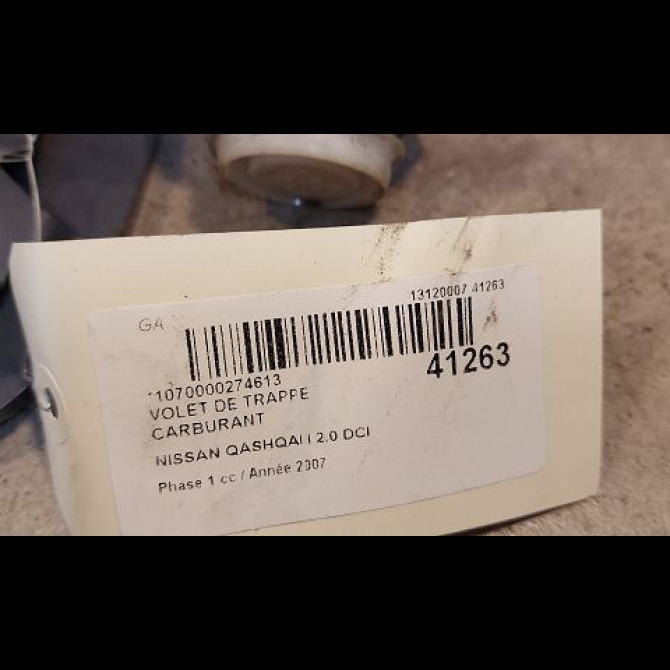 GA
13120007 41263
41263
*1070000274613
VOLET DE TRAPPE
CARBURANT
NISSAN QASHQAI I 2.0 DCI
Phase 1 cc / Année 2007